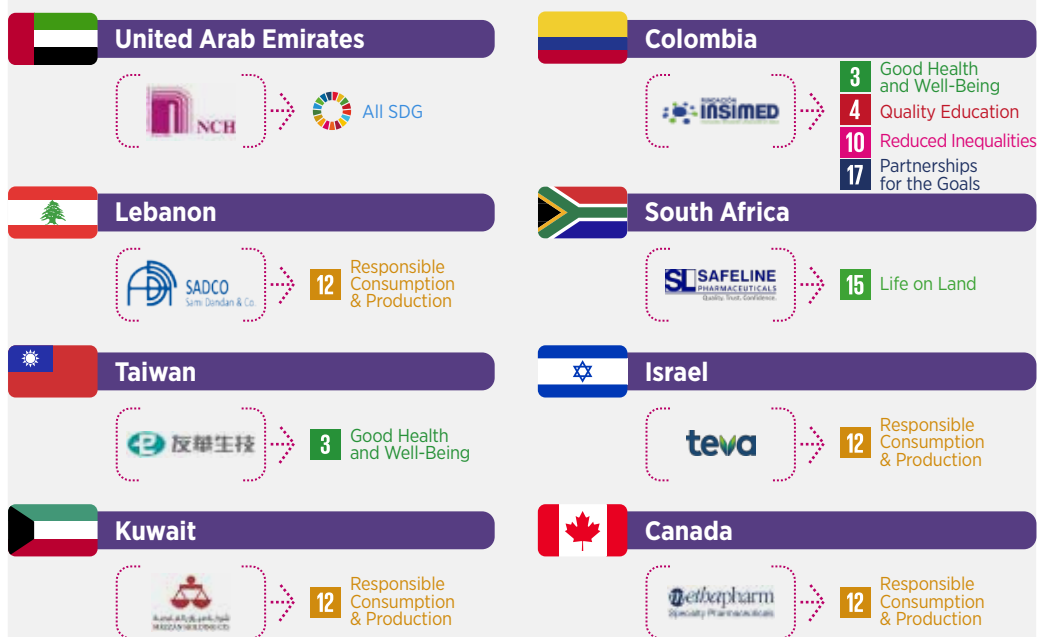 United Arab Emirates
NCH
All SDG
Colombia
FUNDACIÓN
INSIMED
3 Good Health
and Well-Being
4 Quality Education
10 Reduced Inequalities
17 Partnerships
for the Goals
Lebanon
SADCO
Sami Dandan & Co.
12 Responsible
Consumption
& Production
South Africa
SL SAFELINE
PHARMACEUTICALS
Quality. Trust. Confidence.
15 Life on Land
Taiwan
友華生技
3 Good Health
and Well-Being
Israel
teva
12 Responsible
Consumption
& Production
Kuwait
MEZZAN HOLDING CO.
12 Responsible
Consumption
& Production
Canada
methapharm
Specialty Pharmaceuticals
12 Responsible
Consumption
& Production